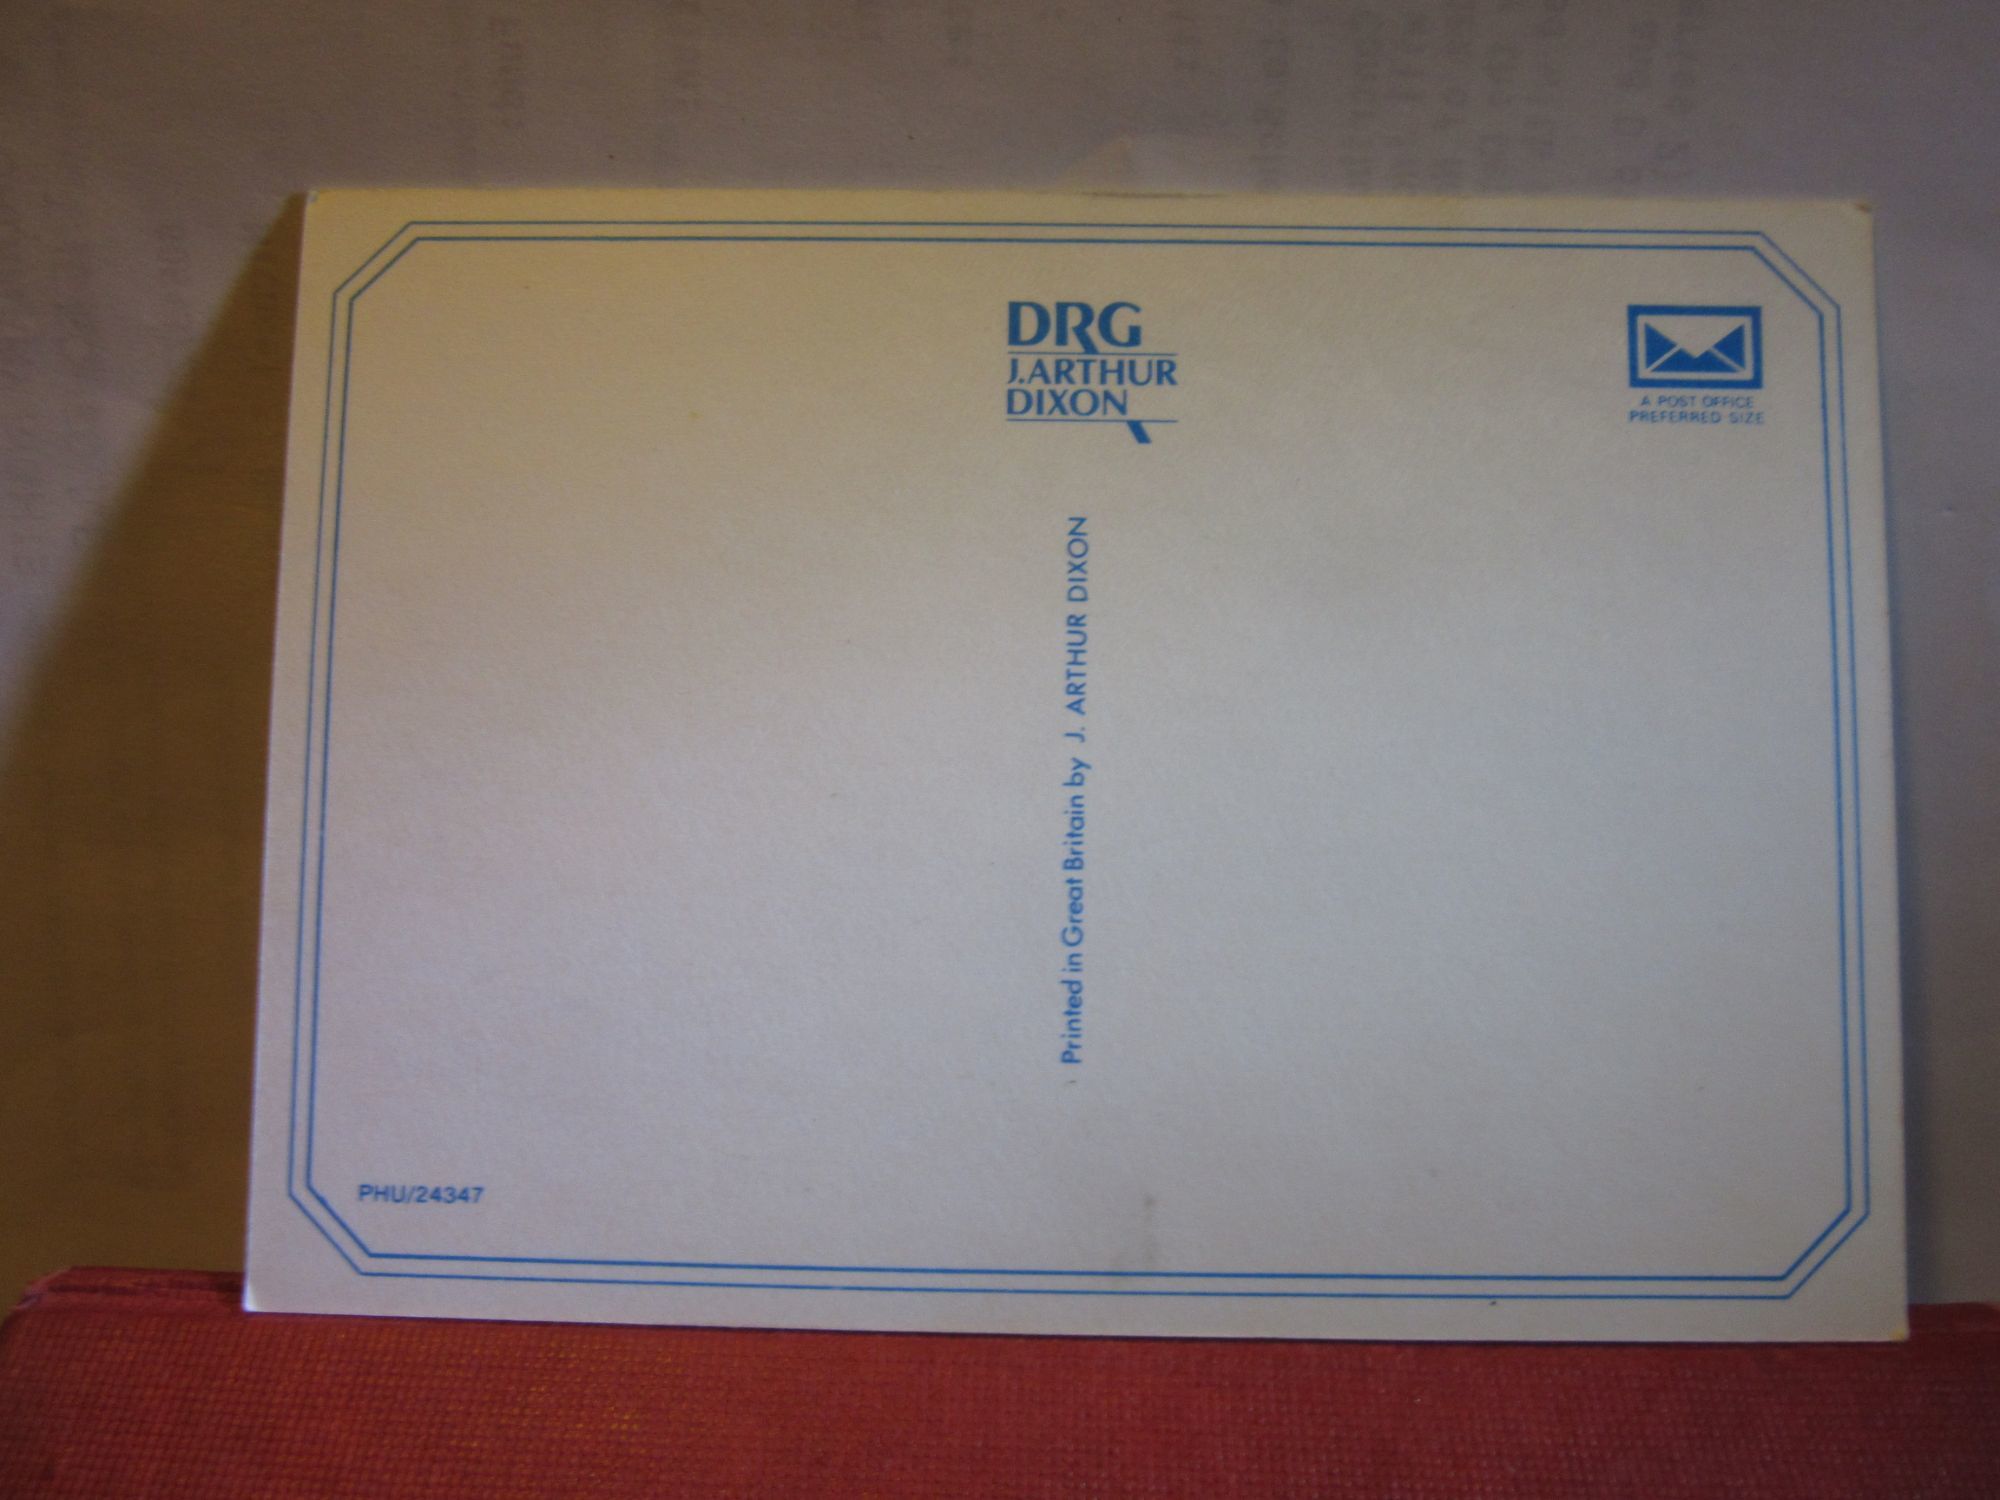 DRG
J.ARTHUR
DIXON
A POST OFFICE
PREFERRED SIZE
Printed in Great Britain by J. ARTHUR DIXON
PHU/24347